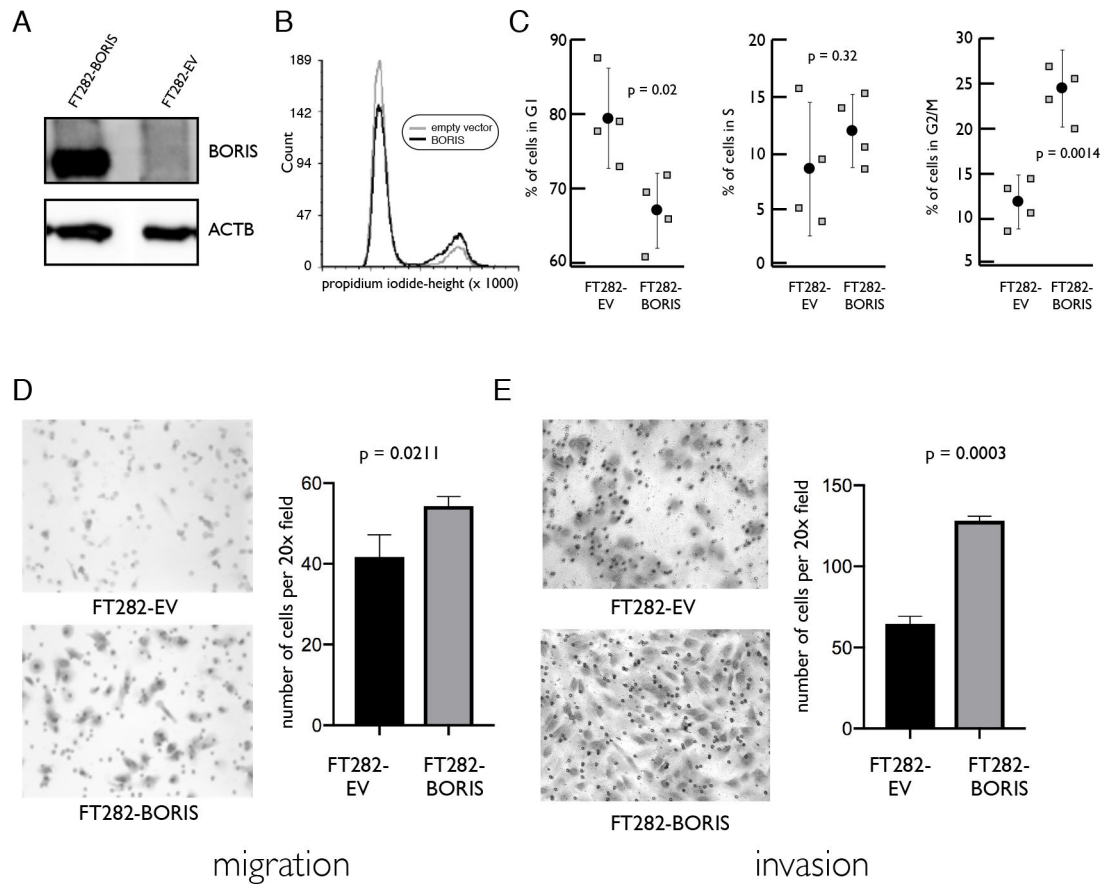 A
FT282-BORIS
FT282-EV
BORIS
ACTB
B
189
142
94
47
0
Count
empty vector
BORIS
propidium iodide-height (x 1000)
C
90
80
70
60
% of cells in G1
p = 0.02
FT282-
EV
FT282-
BORIS
20
15
10
5
0
% of cells in S
p = 0.32
FT282-
EV
FT282-
BORIS
30
25
20
15
10
5
% of cells in G2/M
p = 0.0014
FT282-
EV
FT282-
BORIS
D
FT282-EV
FT282-BORIS
p = 0.0211
60
40
20
0
number of cells per 20x field
FT282-
EV
FT282-
BORIS
migration
E
FT282-EV
FT282-BORIS
p = 0.0003
150
100
50
0
number of cells per 20x field
FT282-
EV
FT282-
BORIS
invasion